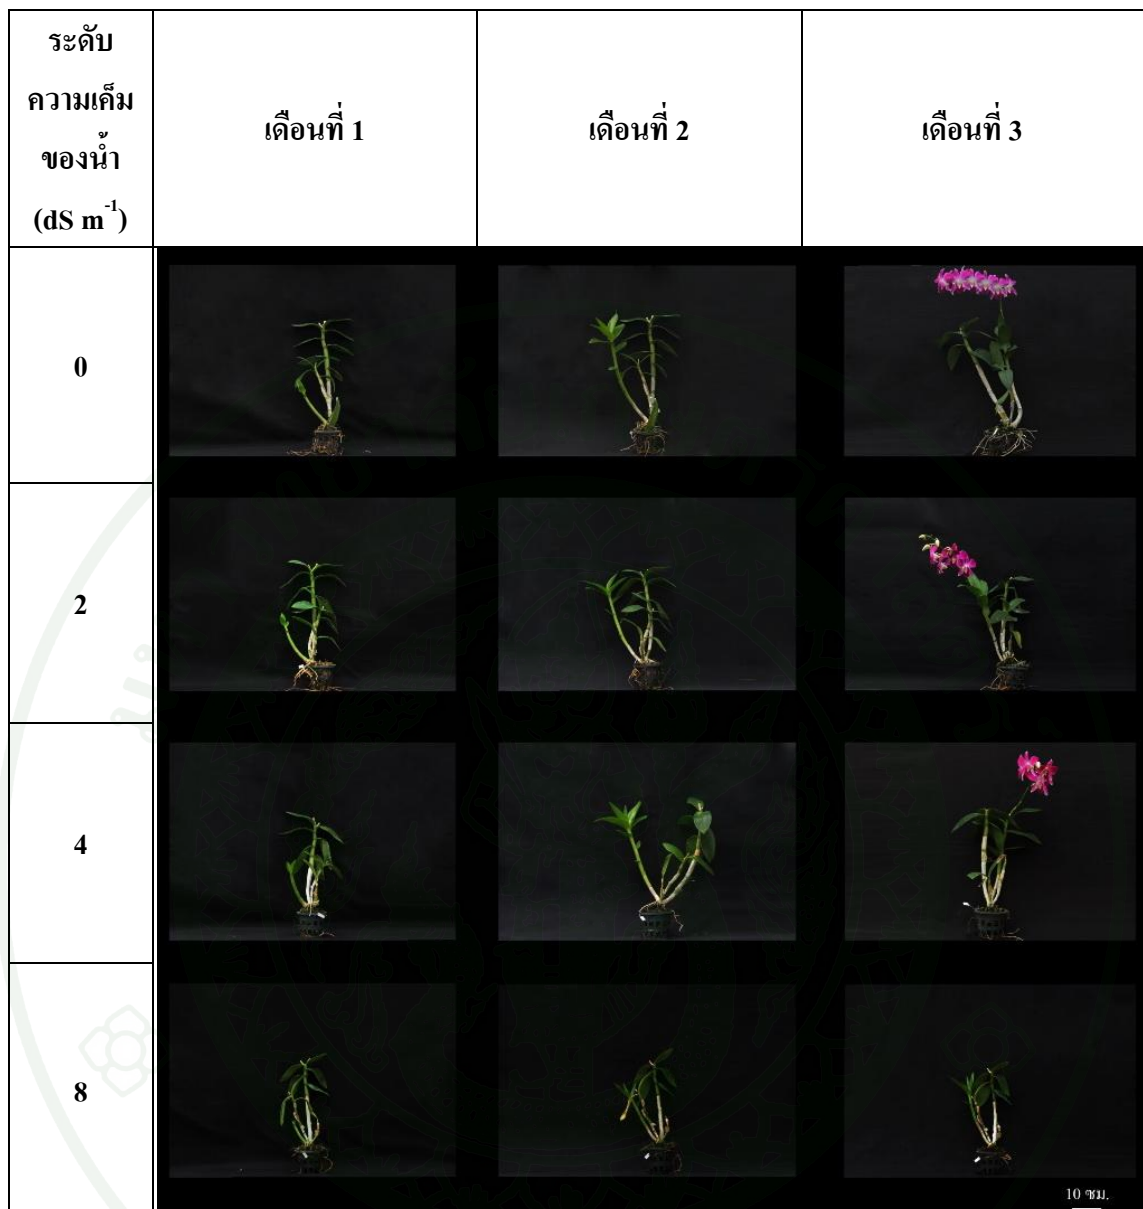 ระดับ
ความเค็ม
ของน้ำ
(dS m⁻¹)
เดือนที่ 1
เดือนที่ 2
เดือนที่ 3
0
2
4
8
10 ซม.